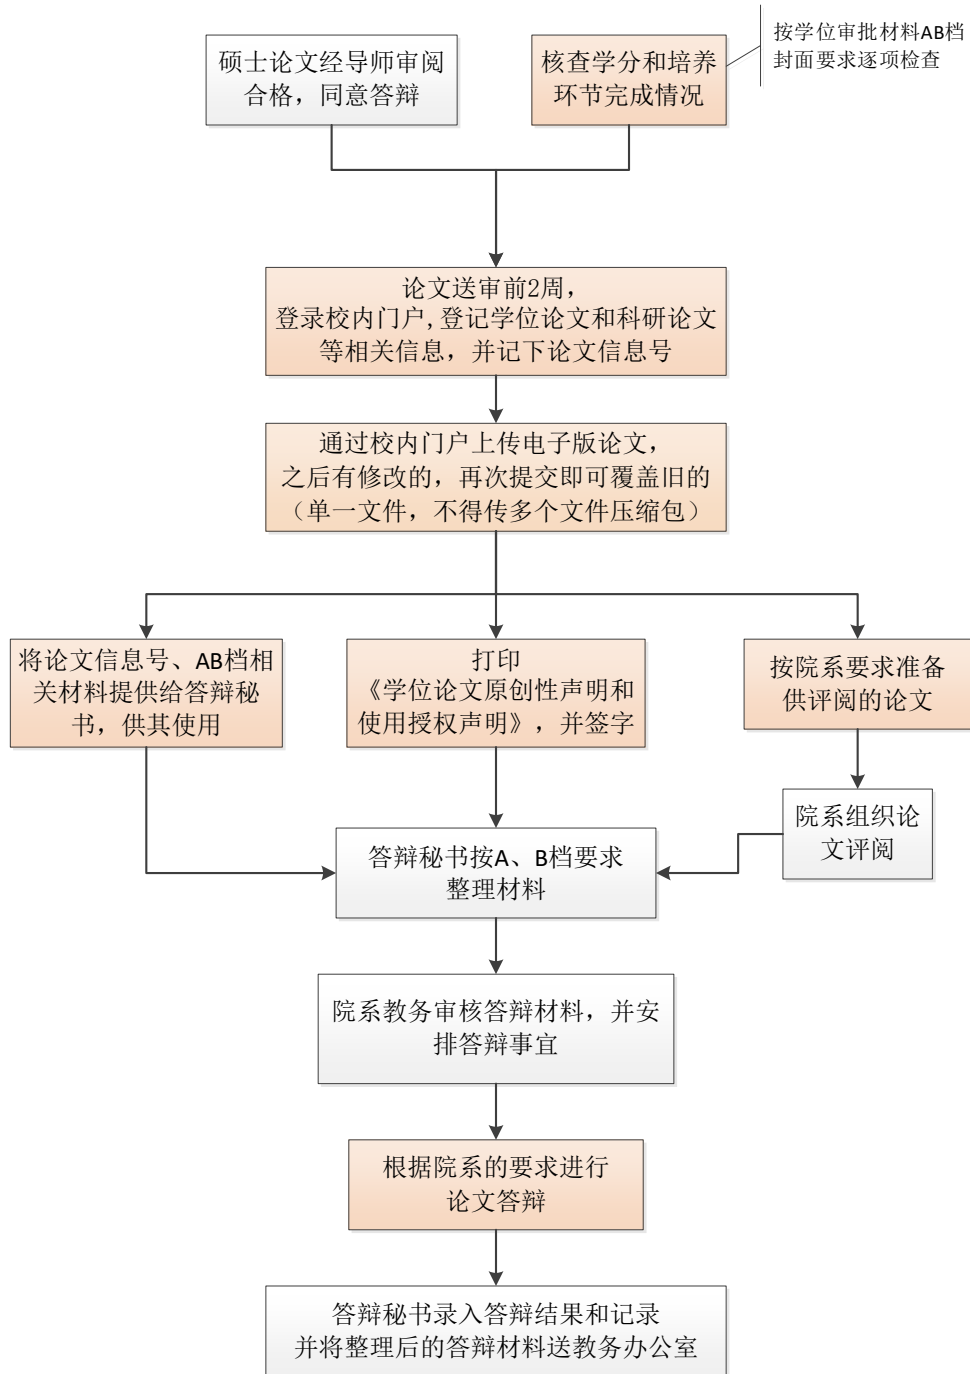 硕士论文经导师审阅
合格，同意答辩
核查学分和培养
环节完成情况
按学位审批材料AB档
封面要求逐项检查
论文送审前2周，
登录校内门户,登记学位论文和科研论文
等相关信息，并记下论文信息号
通过校内门户上传电子版论文，
之后有修改的，再次提交即可覆盖旧的
（单一文件，不得传多个文件压缩包）
将论文信息号、AB档相
关材料提供给答辩秘
书，供其使用
打印
《学位论文原创性声明和
使用授权声明》，并签字
按院系要求准备
供评阅的论文
院系组织论
文评阅
答辩秘书按A、B档要求
整理材料
院系教务审核答辩材料，并安
排答辩事宜
根据院系的要求进行
论文答辩
答辩秘书录入答辩结果和记录
并将整理后的答辩材料送教务办公室